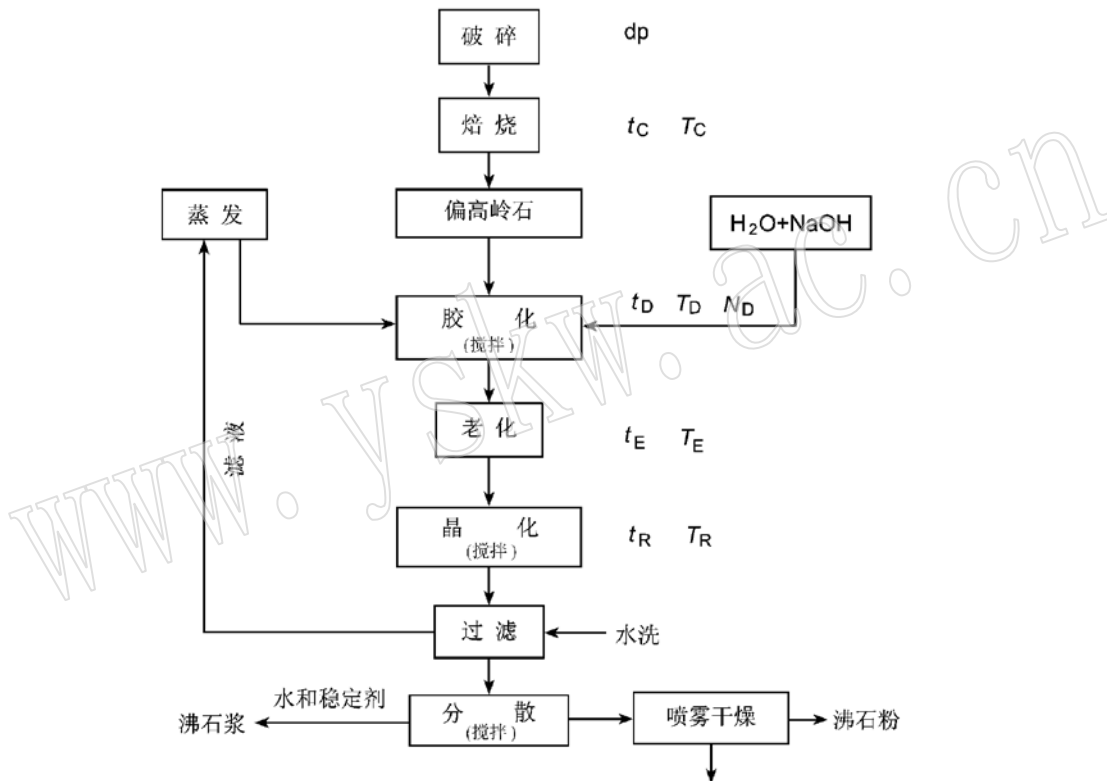 破碎
dp
焙烧
tC TC
蒸发
偏高岭石
H2O+NaOH
胶化
(搅拌)
tD TD ND
滤液
老化
tE TE
晶化
(搅拌)
tR TR
过滤
水洗
水和稳定剂
沸石浆
分散
(搅拌)
喷雾干燥
沸石粉
www.yskw.ac.cn